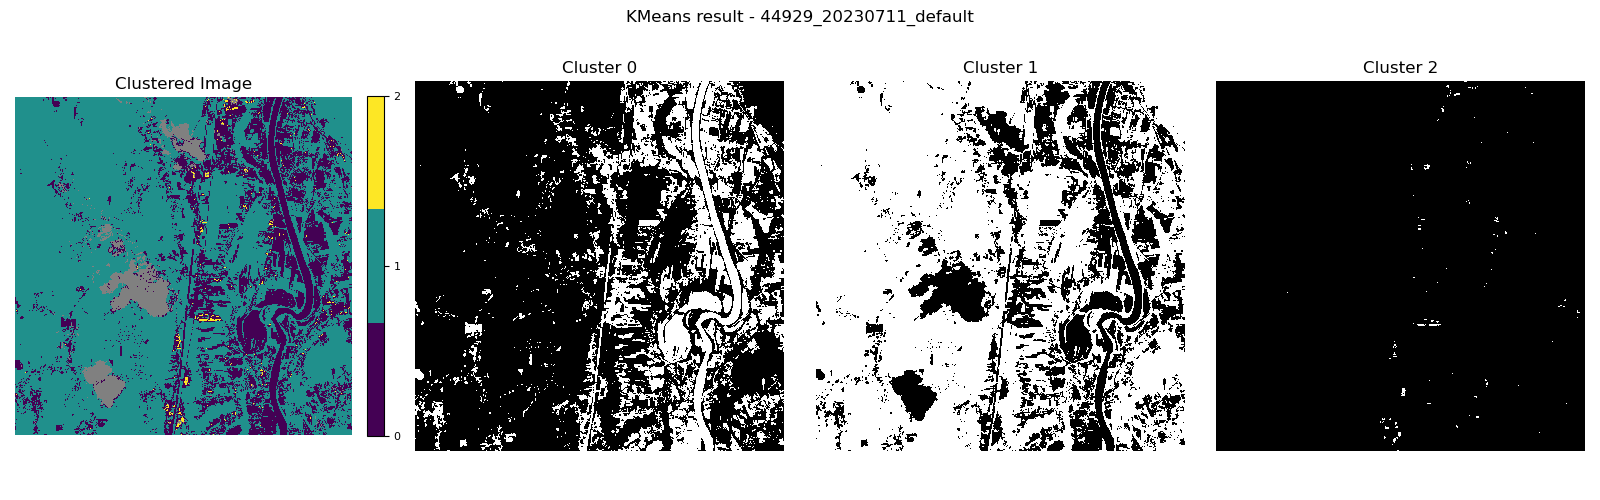 KMeans result - 44929_20230711_default
Clustered Image
Cluster 0
Cluster 1
Cluster 2
2
1
0